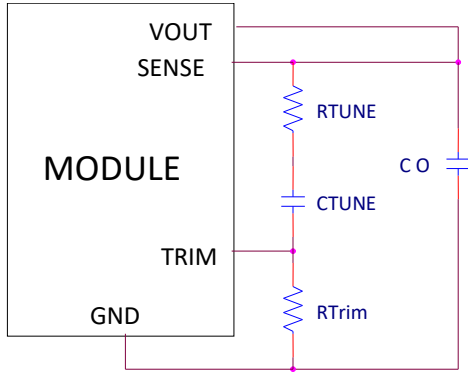 VOUT
SENSE
RTUNE
MODULE
C O
CTUNE
TRIM
GND
RTrim